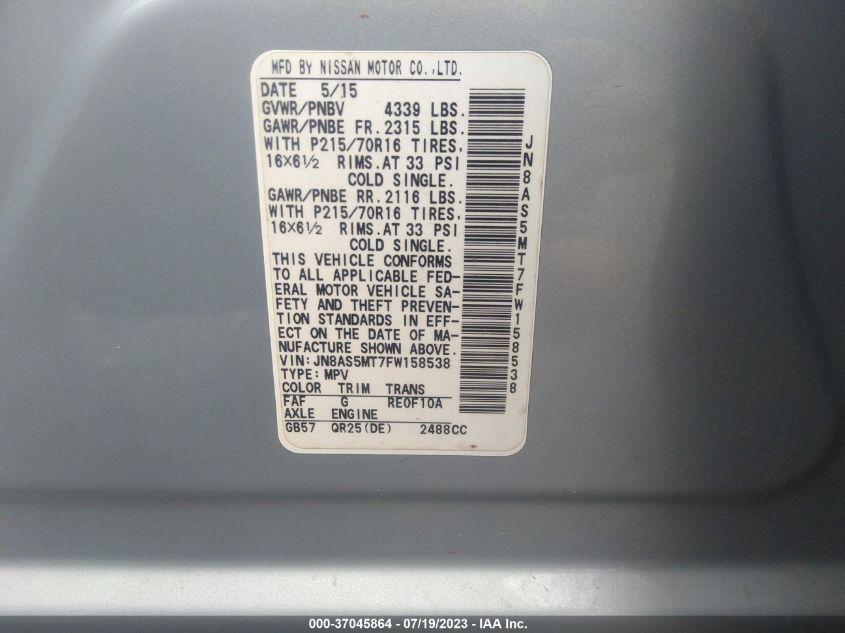 MFD BY NISSAN MOTOR CO.,LTD.
DATE 5/15
GVWR/PNBV 4339 LBS.
GAWR/PNBE FR.2315 LBS.
WITH P215/70R16 TIRES,
16×6½ RIMS.AT 33 PSI
COLD SINGLE.
GAWR/PNBE RR.2116 LBS.
WITH P215/70R16 TIRES,
16×6½ RIMS.AT 33 PSI
COLD SINGLE.
THIS VEHICLE CONFORMS
TO ALL APPLICABLE FED-
ERAL MOTOR VEHICLE SA-
FETY AND THEFT PREVEN-
TION STANDARDS IN EFF-
ECT ON THE DATE OF MA-
NUFACTURE SHOWN ABOVE.
VIN:JN8AS5MT7FW158538
TYPE:MPV
COLOR TRIM TRANS
FAF G RE0F10A
AXLE ENGINE
GB57 QR25(DE) 2488CC
JN8AS5MT7FW158538
000-37045864 - 07/19/2023 - IAA Inc.